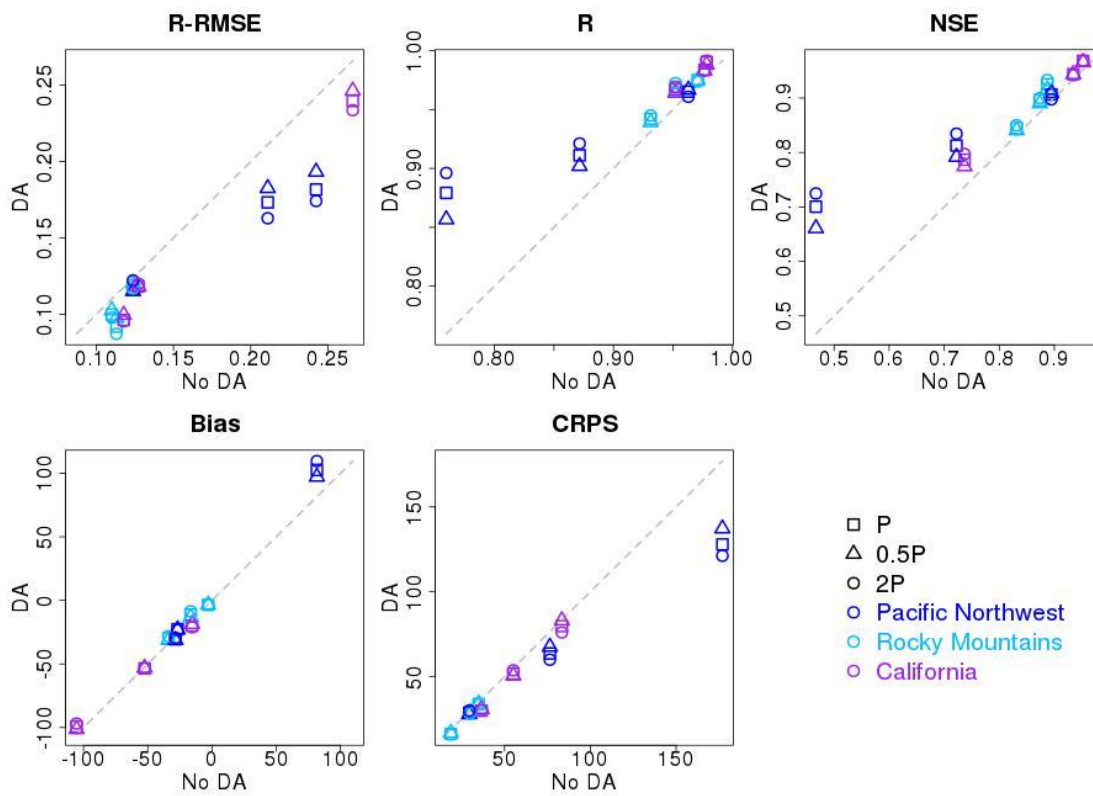 R-RMSE
0.25
0.20
0.15
0.10
DA
0.10 0.15 0.20 0.25
No DA
R
1.00
0.90
0.80
DA
0.80 0.90 1.00
No DA
NSE
0.9
0.8
0.7
0.6
0.5
DA
0.5 0.6 0.7 0.8 0.9
No DA
Bias
100
50
0
-50
-100
DA
-100 -50 0 50 100
No DA
CRPS
150
100
50
DA
50 100 150
No DA
P
0.5P
2P
Pacific Northwest
Rocky Mountains
California